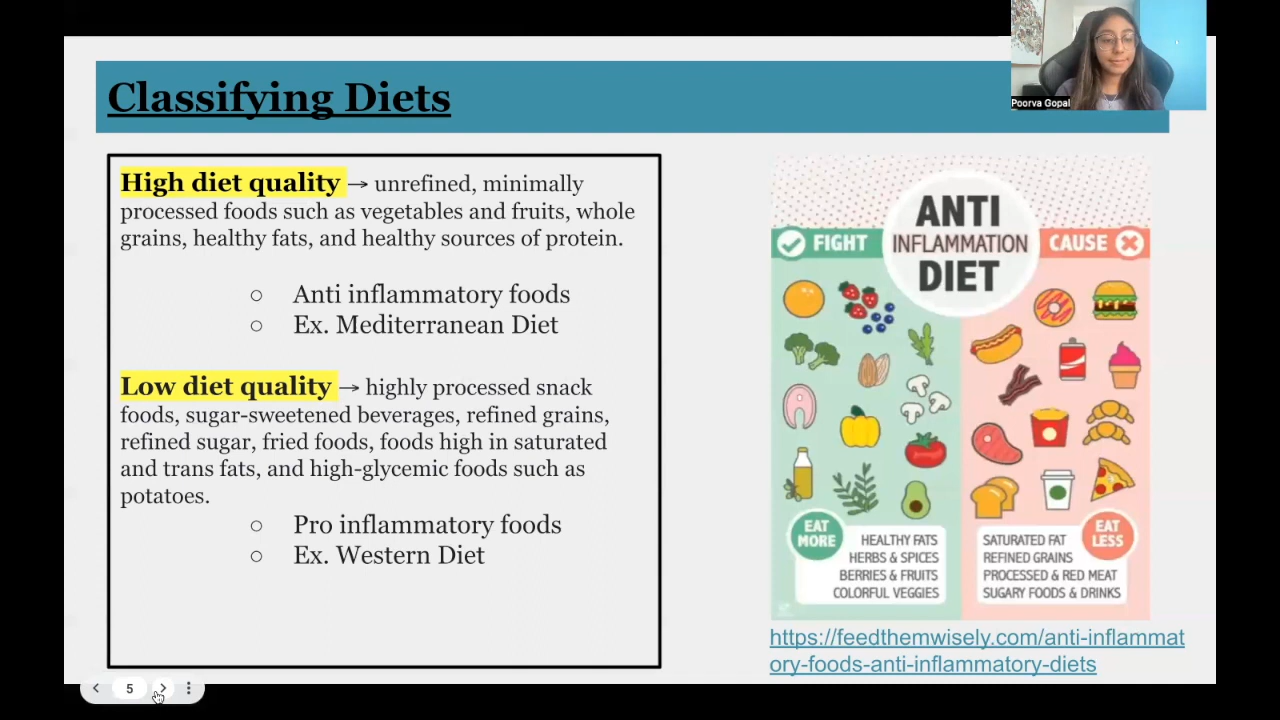 Classifying Diets
Poorva Gopal
High diet quality → unrefined, minimally
processed foods such as vegetables and fruits, whole
grains, healthy fats, and healthy sources of protein.
○ Anti inflammatory foods
○ Ex. Mediterranean Diet
Low diet quality → highly processed snack
foods, sugar-sweetened beverages, refined grains,
refined sugar, fried foods, foods high in saturated
and trans fats, and high-glycemic foods such as
potatoes.
○ Pro inflammatory foods
○ Ex. Western Diet
ANTI
INFLAMMATION
DIET
FIGHT
CAUSE
EAT
MORE
HEALTHY FATS
HERBS & SPICES
BERRIES & FRUITS
COLORFUL VEGGIES
SATURATED FAT
REFINED GRAINS
PROCESSED & RED MEAT
SUGARY FOODS & DRINKS
EAT
LESS
https://feedthemwisely.com/anti-inflammat
ory-foods-anti-inflammatory-diets
5